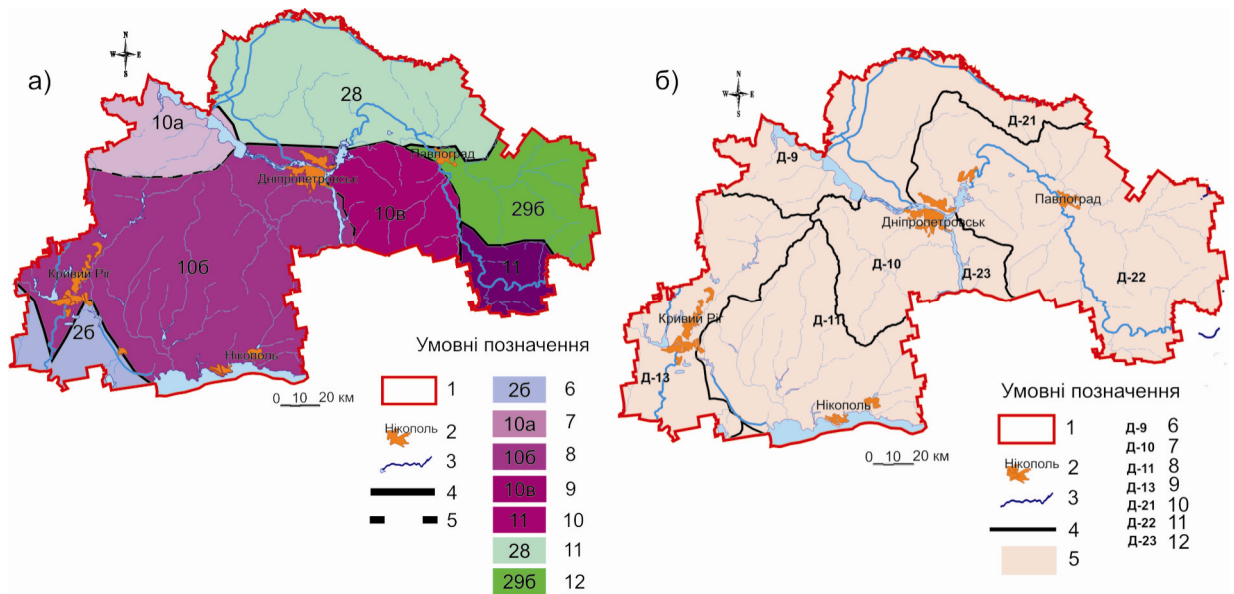 а)
N
W E
S
28
10а
Павлоград
Дніпропетровськ
10в
29б
10б
11
Кривий Ріг
2б
Нікополь
0 10 20 км
Умовні позначення
1
Нікополь 2
3
4
5
2б 6
10а 7
10б 8
10в 9
11 10
28 11
29б 12
б)
N
W E
S
Д-21
Д-9
Павлоград
Дніпропетровськ
Д-10
Д-23
Д-22
Кривий Ріг
Д-11
Д-13
Нікополь
0 10 20 км
Умовні позначення
1
Нікополь 2
3
4
5
Д-9 6
Д-10 7
Д-11 8
Д-13 9
Д-21 10
Д-22 11
Д-23 12